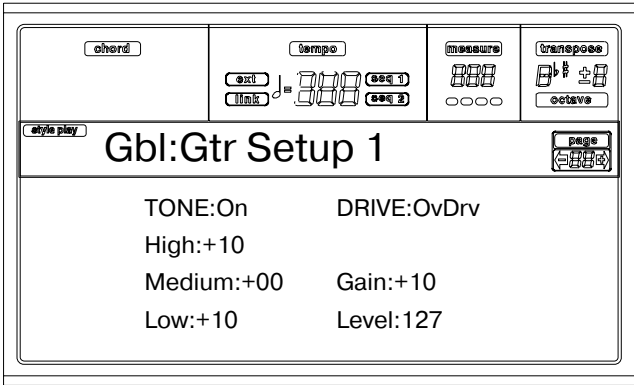 chord tempo measure transpose
ext seq 1
link seq 2
octave
style play
Gbl:Gtr Setup 1
page
TONE:On DRIVE:OvDrv
High:+10
Medium:+00 Gain:+10
Low:+10 Level:127